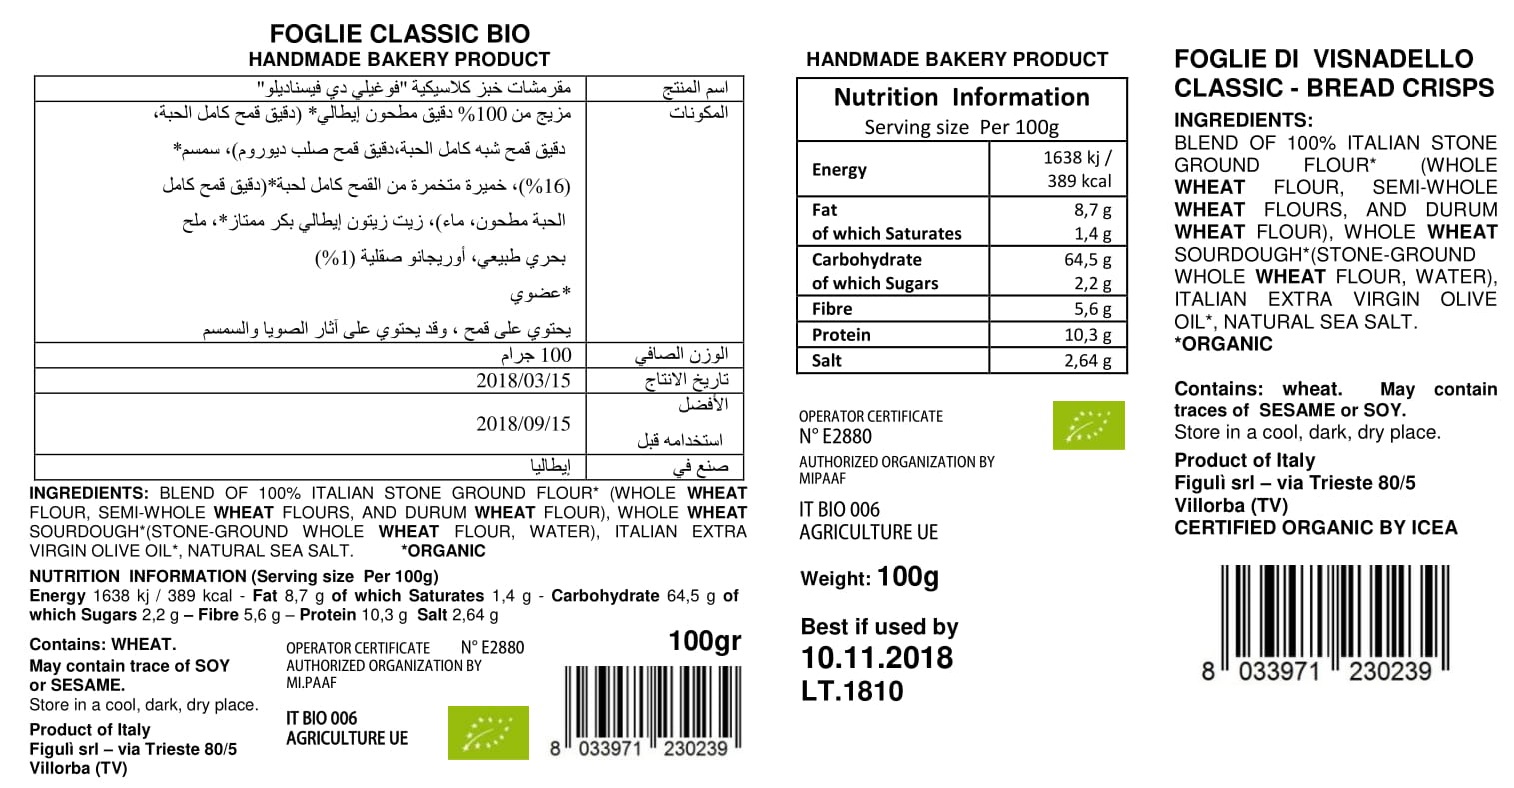 FOGLIE CLASSIC BIO
HANDMADE BAKERY PRODUCT
اسم المنتج مقرمشات خبز كلاسيكية "فوغيلي دي فيسناديلو"
المكونات مزيج من 100% دقيق مطحون إيطالي* (دقيق قمح كامل الحبة،
دقيق قمح شبه كامل الحبة،دقيق قمح صلب ديوروم)، سمسم*
(16%)، خميرة متخمرة من القمح كامل لحبة*(دقيق قمح كامل
الحبة مطحون، ماء)، زيت زيتون إيطالي بكر ممتاز*، ملح
بحري طبيعي، أوريجانو صقلية (1%)
*عضوي
يحتوي على قمح ، وقد يحتوي على آثار الصويا والسمسم
الوزن الصافي 100 جرام
تاريخ الانتاج 2018/03/15
الأفضل
استخدامه قبل 2018/09/15
صنع في إيطاليا
INGREDIENTS: BLEND OF 100% ITALIAN STONE GROUND FLOUR* (WHOLE WHEAT
FLOUR, SEMI-WHOLE WHEAT FLOURS, AND DURUM WHEAT FLOUR), WHOLE WHEAT
SOURDOUGH*(STONE-GROUND WHOLE WHEAT FLOUR, WATER), ITALIAN EXTRA
VIRGIN OLIVE OIL*, NATURAL SEA SALT. *ORGANIC
NUTRITION INFORMATION (Serving size Per 100g)
Energy 1638 kj / 389 kcal - Fat 8,7 g of which Saturates 1,4 g - Carbohydrate 64,5 g of
which Sugars 2,2 g – Fibre 5,6 g – Protein 10,3 g Salt 2,64 g
Contains: WHEAT.
May contain trace of SOY
or SESAME.
Store in a cool, dark, dry place.
Product of Italy
Figulì srl – via Trieste 80/5
Villorba (TV)
OPERATOR CERTIFICATE N° E2880
AUTHORIZED ORGANIZATION BY
MI.PAAF
IT BIO 006
AGRICULTURE UE
100gr
8 033971 230239
HANDMADE BAKERY PRODUCT
Nutrition Information
Serving size Per 100g
Energy 1638 kj /
389 kcal
Fat 8,7 g
of which Saturates 1,4 g
Carbohydrate 64,5 g
of which Sugars 2,2 g
Fibre 5,6 g
Protein 10,3 g
Salt 2,64 g
OPERATOR CERTIFICATE
N° E2880
AUTHORIZED ORGANIZATION BY
MIPAAF
IT BIO 006
AGRICULTURE UE
Weight: 100g
Best if used by
10.11.2018
LT.1810
FOGLIE DI VISNADELLO
CLASSIC - BREAD CRISPS
INGREDIENTS:
BLEND OF 100% ITALIAN STONE
GROUND FLOUR* (WHOLE
WHEAT FLOUR, SEMI-WHOLE
WHEAT FLOURS, AND DURUM
WHEAT FLOUR), WHOLE WHEAT
SOURDOUGH*(STONE-GROUND
WHOLE WHEAT FLOUR, WATER),
ITALIAN EXTRA VIRGIN OLIVE
OIL*, NATURAL SEA SALT.
*ORGANIC
Contains: wheat. May contain
traces of SESAME or SOY.
Store in a cool, dark, dry place.
Product of Italy
Figulì srl – via Trieste 80/5
Villorba (TV)
CERTIFIED ORGANIC BY ICEA
8 033971 230239